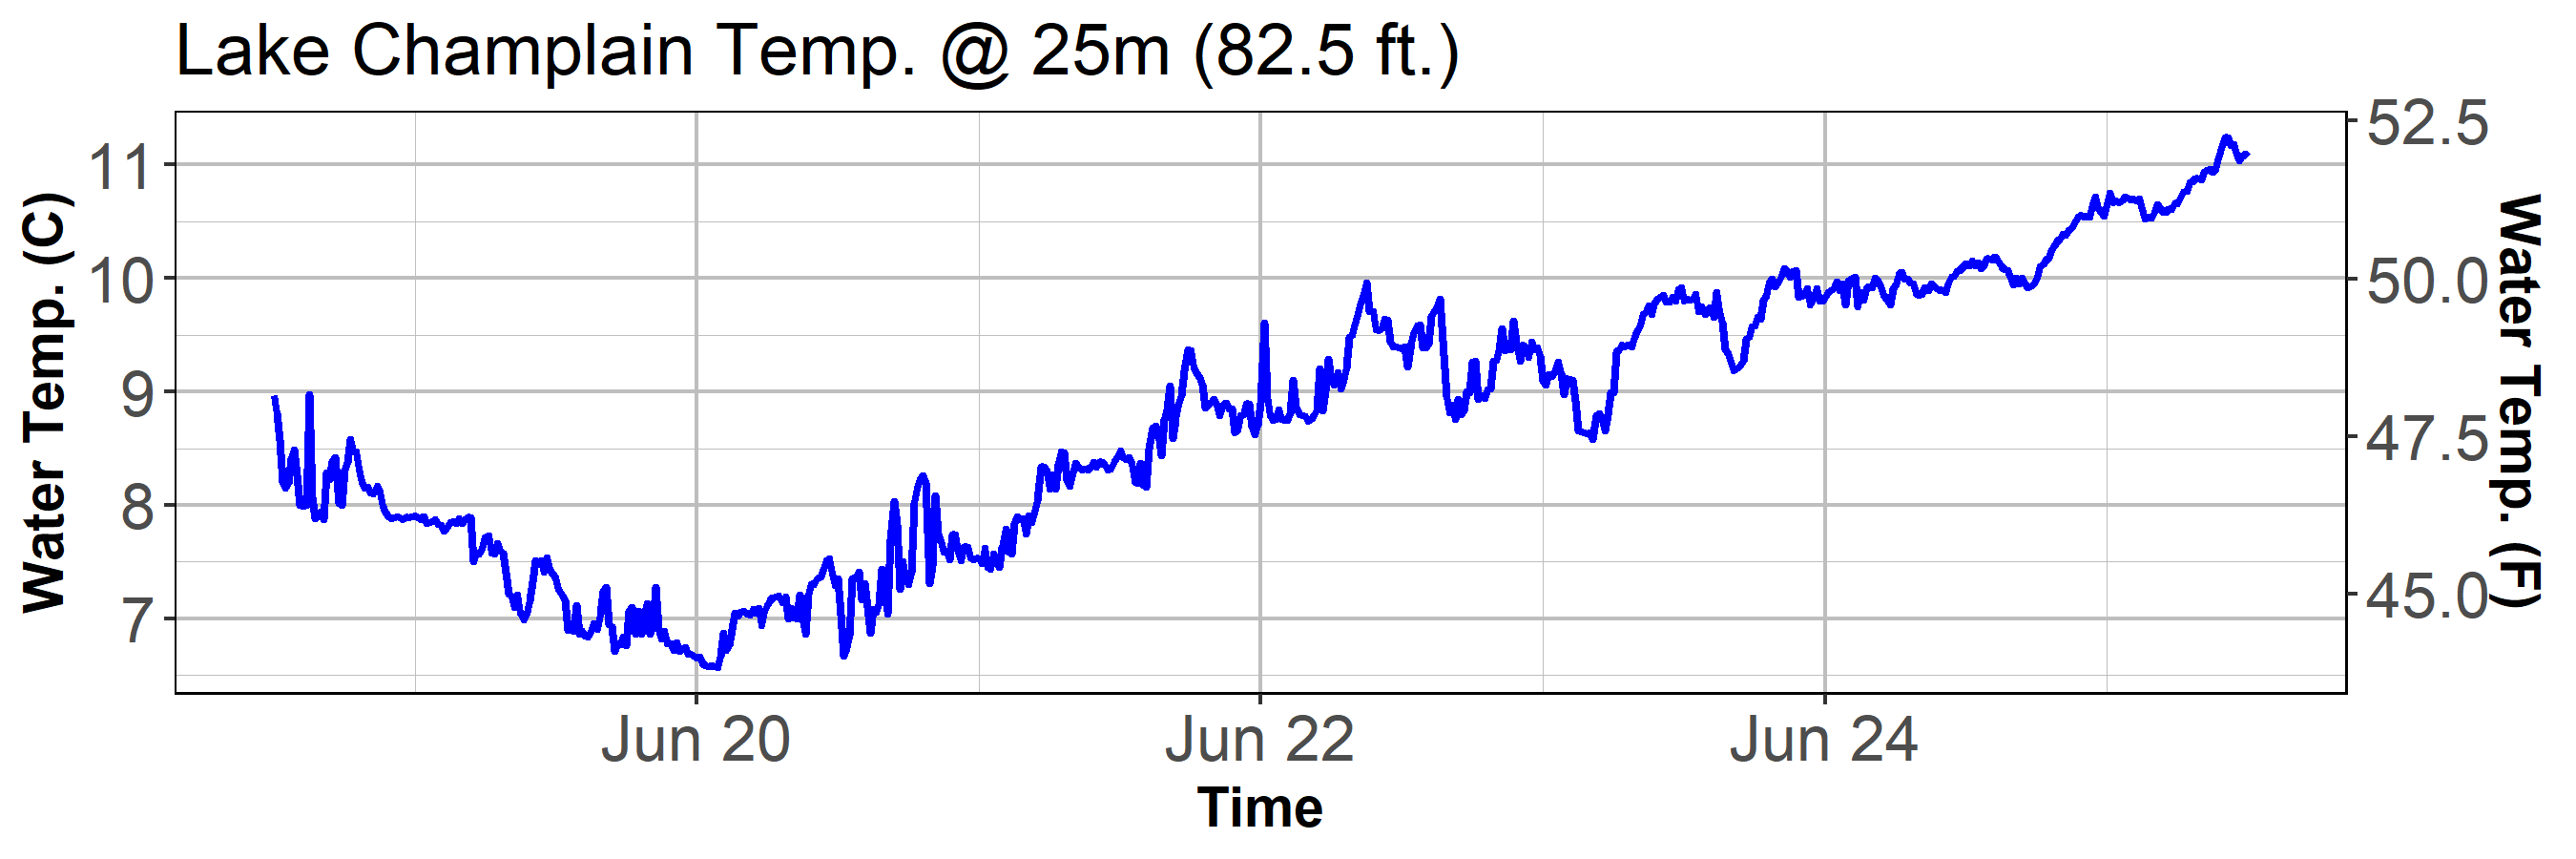 Lake Champlain Temp. @ 25m (82.5 ft.)
Water Temp. (C)
11
10
9
8
7
52.5
50.0
47.5
45.0
Water Temp. (F)
Jun 20
Jun 22
Jun 24
Time